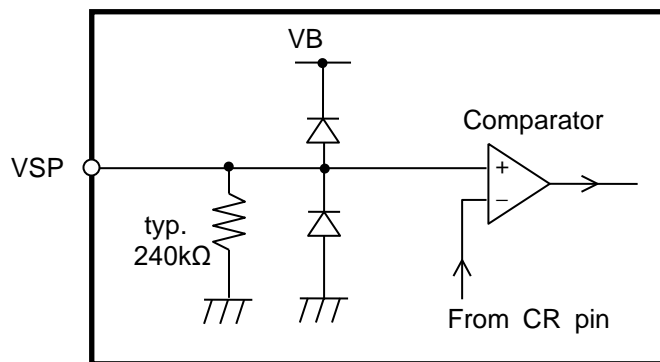 VB
Comparator
VSP
+
−
typ.
240kΩ
From CR pin